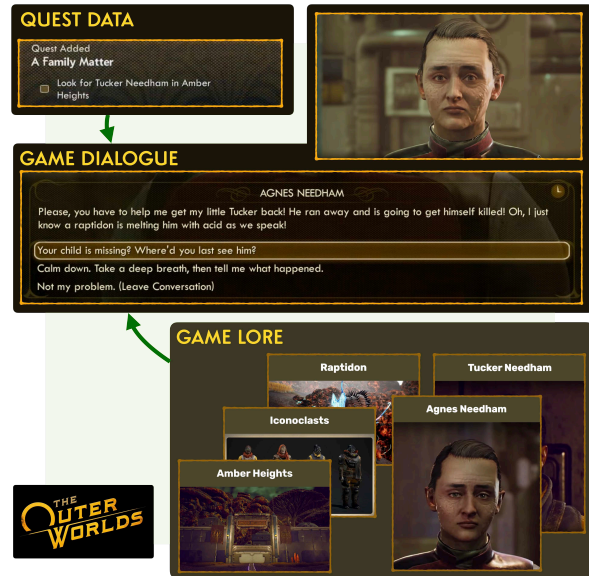 QUEST DATA
Quest Added
A Family Matter
Look for Tucker Needham in Amber
Heights
GAME DIALOGUE
AGNES NEEDHAM
Please, you have to help me get my little Tucker back! He ran away and is going to get himself killed! Oh, I just
know a raptidon is melting him with acid as we speak!
Your child is missing? Where'd you last see him?
Calm down. Take a deep breath, then tell me what happened.
Not my problem. (Leave Conversation)
GAME LORE
Raptidon
Tucker Needham
Agnes Needham
Iconoclasts
Amber Heights
THE
OUTER
WORLDS